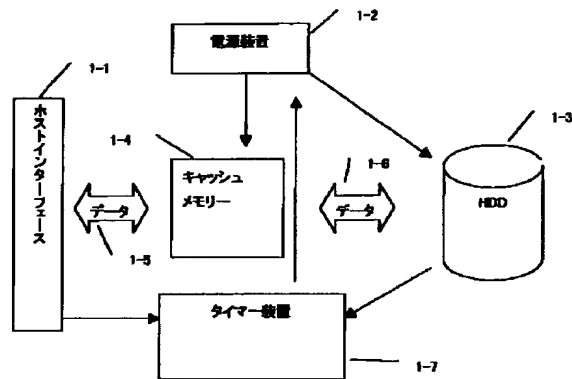 1-2
電源装置
1-1
1-3
ホストインターフェース
1-4
1-6
キャッシュ
メモリー
データ
データ
HDD
1-5
タイマー装置
1-7